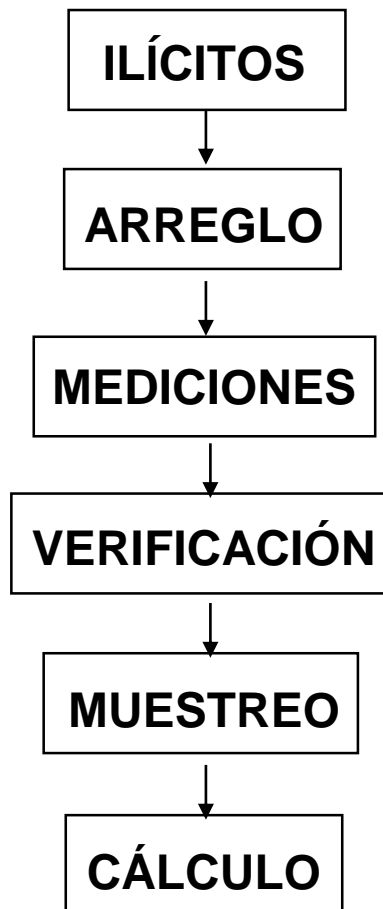 ILÍCITOS
ARREGLO
MEDICIONES
VERIFICACIÓN
MUESTREO
CÁLCULO